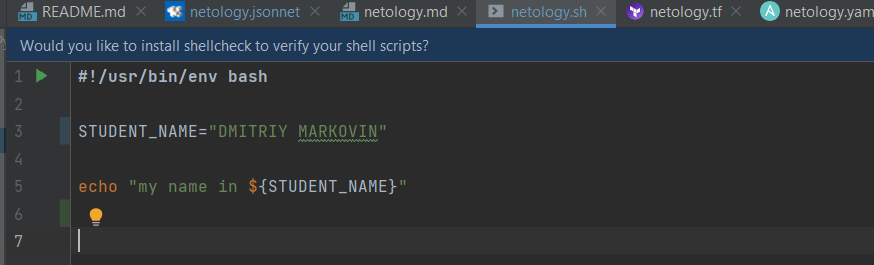 README.md netology.jsonnet netology.md netology.sh netology.tf netology.yam
Would you like to install shellcheck to verify your shell scripts?
1 #!/usr/bin/env bash
2
3 STUDENT_NAME="DMITRIY MARKOVIN"
4
5 echo "my name in ${STUDENT_NAME}"
6
7